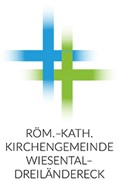 RÖM.–KATH.
KIRCHENGEMEINDE
WIESENTAL–
DREILÄNDERECK